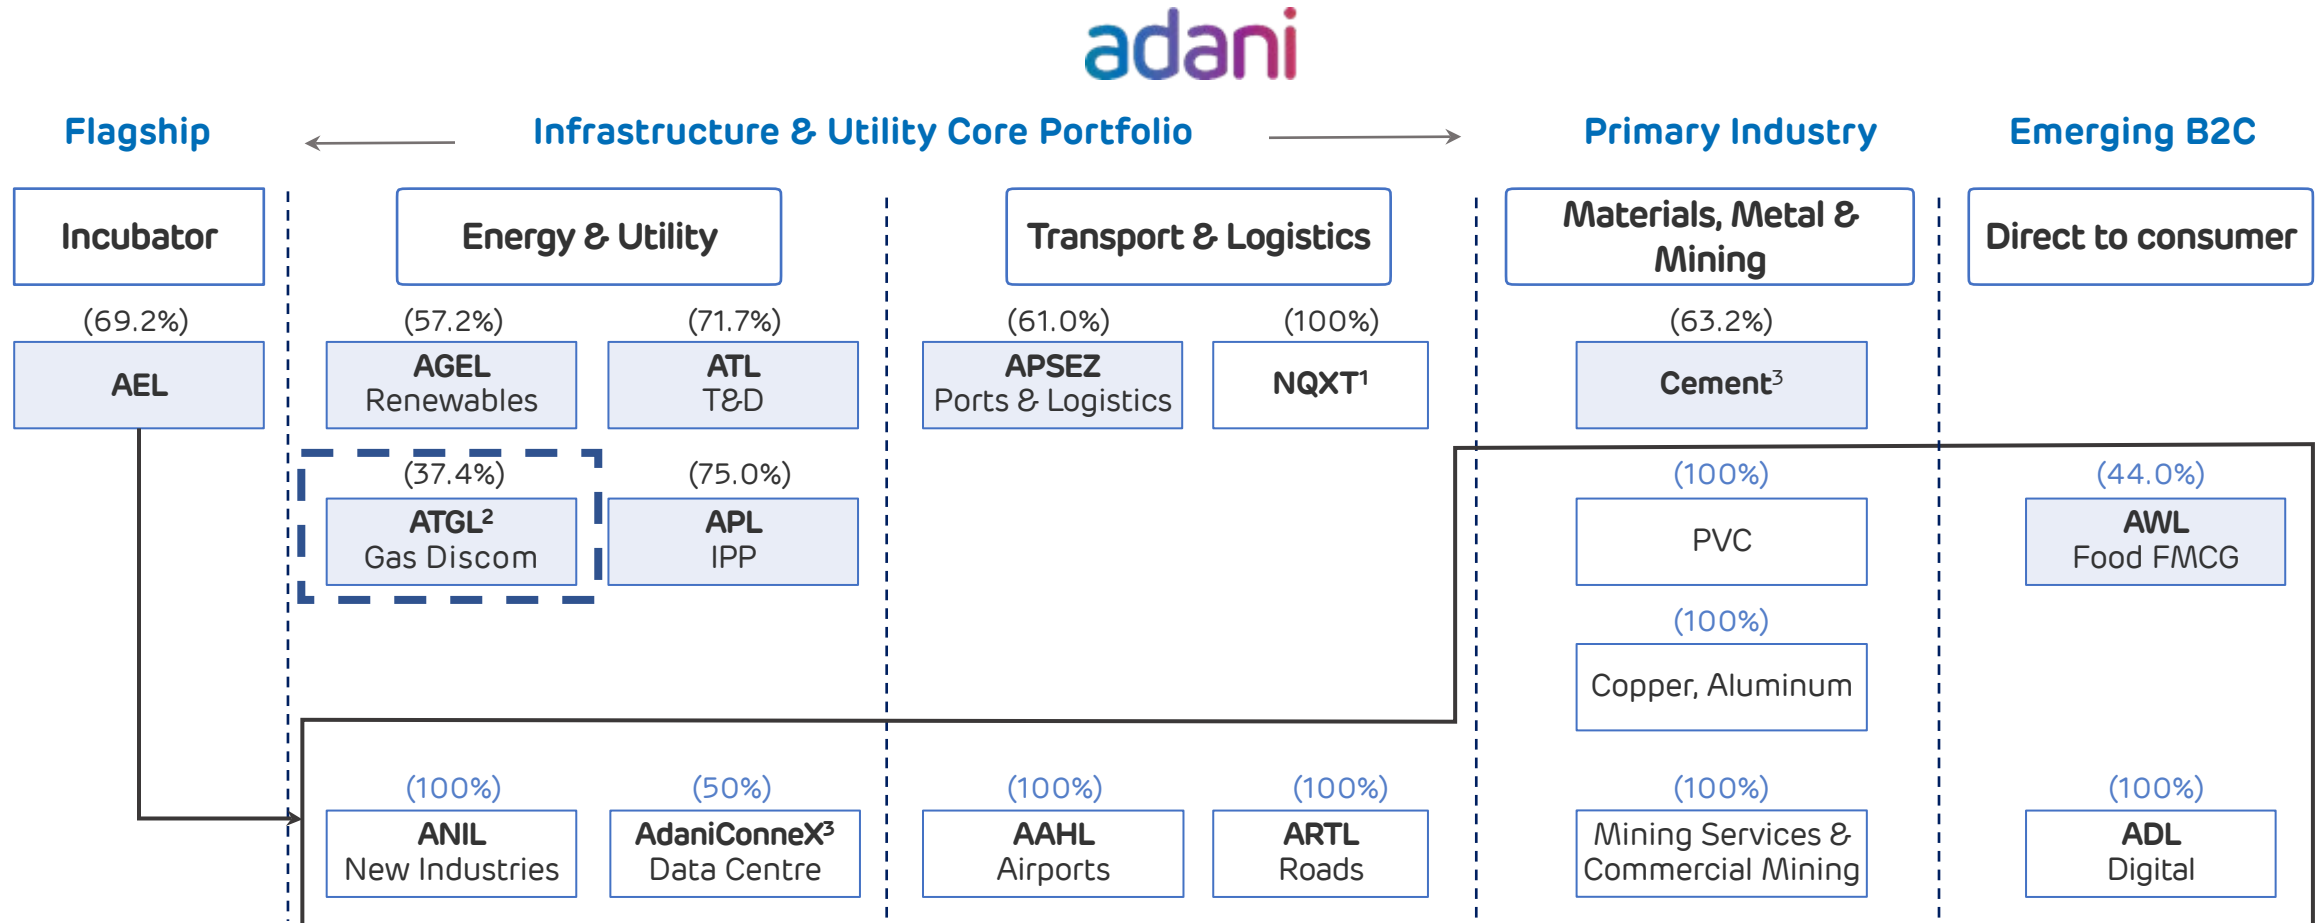 adani
Flagship
Infrastructure & Utility Core Portfolio
Primary Industry
Emerging B2C
Incubator
Energy & Utility
Transport & Logistics
Materials, Metal &
Mining
Direct to consumer
(69.2%)
(57.2%)
(71.7%)
(61.0%)
(100%)
(63.2%)
AEL
AGEL
Renewables
ATL
T&D
APSEZ
Ports & Logistics
NQXT¹
Cement³
(37.4%)
(75.0%)
(100%)
(44.0%)
ATGL²
Gas Discom
APL
IPP
PVC
AWL
Food FMCG
(100%)
Copper, Aluminum
(100%)
(50%)
(100%)
(100%)
(100%)
(100%)
ANIL
New Industries
AdaniConneX³
Data Centre
AAHL
Airports
ARTL
Roads
Mining Services &
Commercial Mining
ADL
Digital